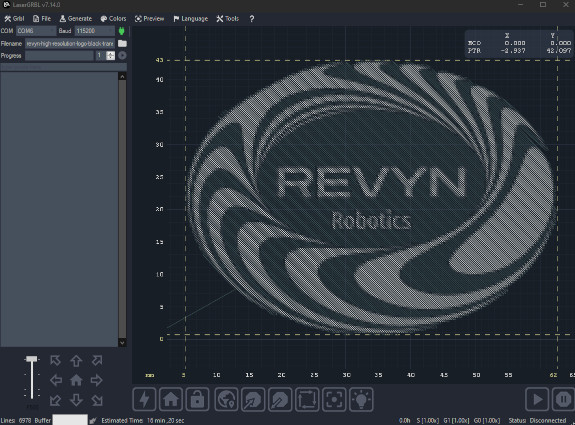 LaserGRBL v7.14.0
Grbl File Generate Colors Preview Language Tools ?
COM COM6 Baud 115200
Filename revyn-high-resolution-logo-black-trans
Progress 1
X Y
MCO 0.000 0.000
PTR -2.937 42.097
43
40
35
30
25
20
15
10
5
0
REVYN
Robotics
mm 5 10 15 20 25 30 35 40 45 50 55 62 65
Lines: 6978 Buffer Estimated Time: 16 min ,20 sec
0.0h S [1.00x] G1 [1.00x] G0 [1.00x] Status: Disconnected